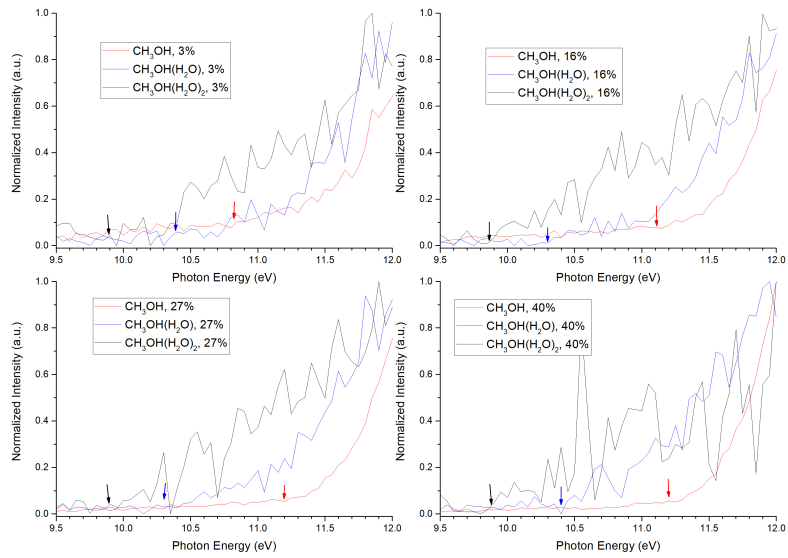 Normalized Intensity (a.u.)
1.0
0.8
0.6
0.4
0.2
0.0
CH₃OH, 3%
CH₃OH(H₂O), 3%
CH₃OH(H₂O)₂, 3%
9.5 10.0 10.5 11.0 11.5 12.0
Photon Energy (eV)
Normalized Intensity (a.u.)
1.0
0.8
0.6
0.4
0.2
0.0
CH₃OH, 16%
CH₃OH(H₂O), 16%
CH₃OH(H₂O)₂, 16%
9.5 10.0 10.5 11.0 11.5 12.0
Photon Energy (eV)
Normalized Intensity (a.u.)
1.0
0.8
0.6
0.4
0.2
0.0
CH₃OH, 27%
CH₃OH(H₂O), 27%
CH₃OH(H₂O)₂, 27%
9.5 10.0 10.5 11.0 11.5 12.0
Photon Energy (eV)
Normalized Intensity (a.u.)
1.0
0.8
0.6
0.4
0.2
0.0
CH₃OH, 40%
CH₃OH(H₂O), 40%
CH₃OH(H₂O)₂, 40%
9.5 10.0 10.5 11.0 11.5 12.0
Photon Energy (eV)